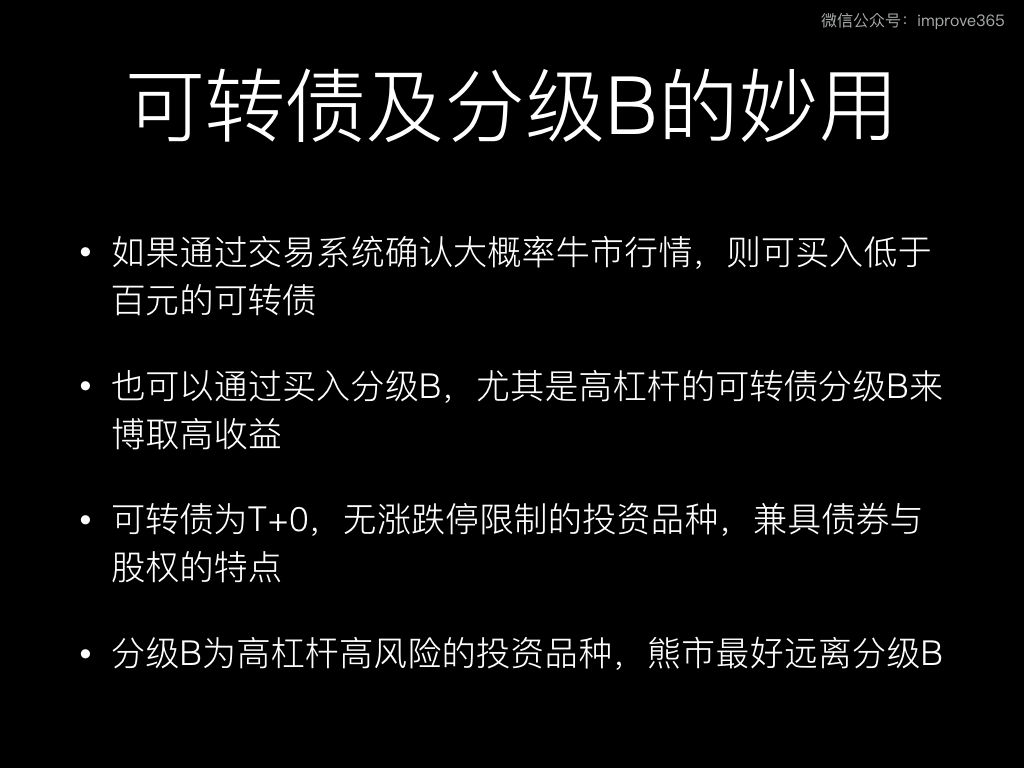 微信公众号：improve365
可转债及分级B的妙用
• 如果通过交易系统确认大概率牛市行情，则可买入低于
百元的可转债
• 也可以通过买入分级B，尤其是高杠杆的可转债分级B来
博取高收益
• 可转债为T+0，无涨跌停限制的投资品种，兼具债券与
股权的特点
• 分级B为高杠杆高风险的投资品种，熊市最好远离分级B